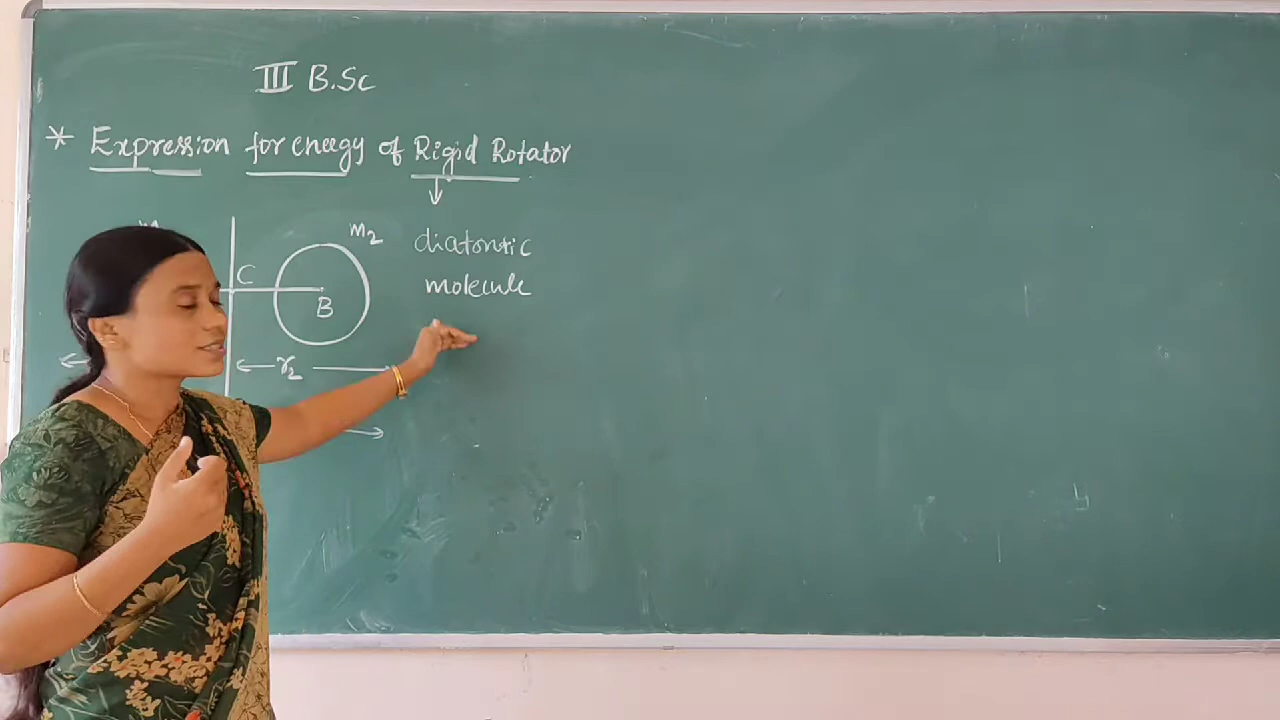 III B.Sc
* Expression for energy of Rigid Rotator
m2
diatomic
molecule
C
B
r2